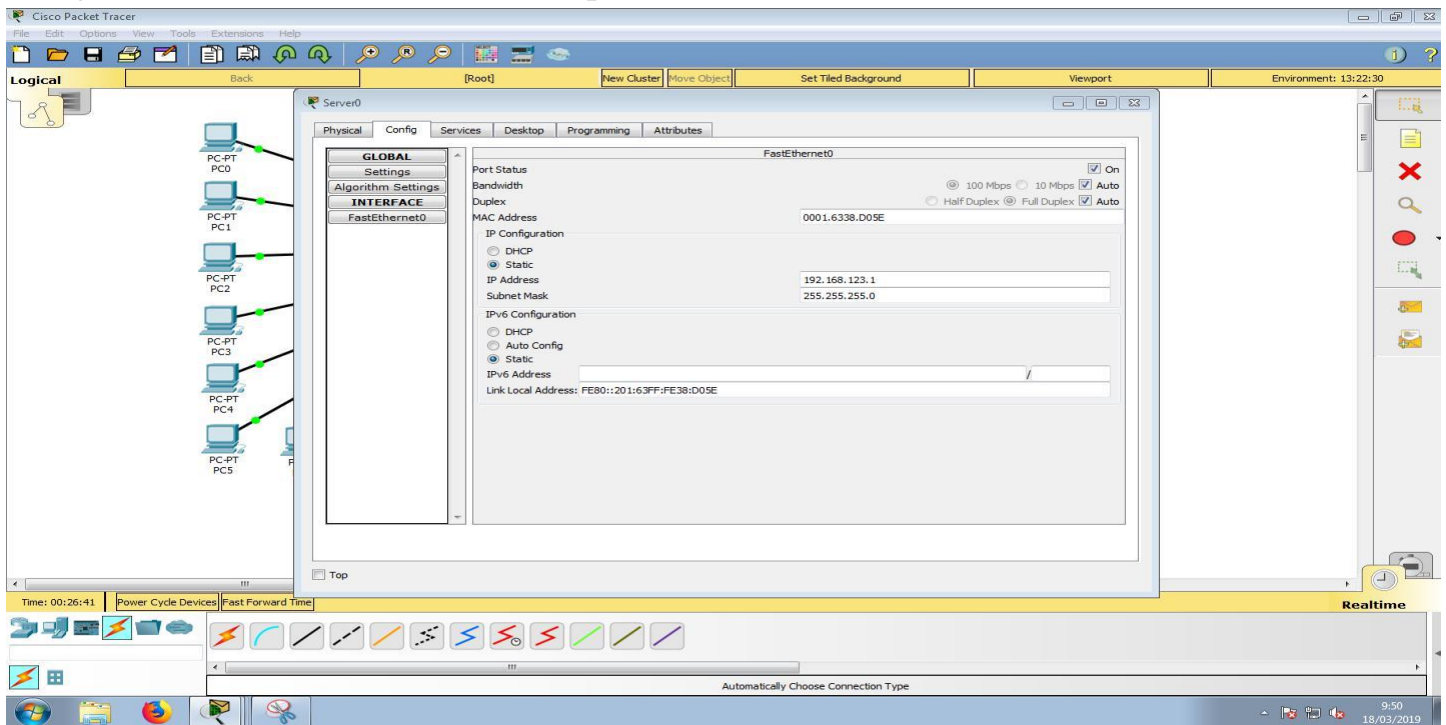 Cisco Packet Tracer
File Edit Options View Tools Extensions Help
Logical Back [Root] New Cluster Move Object Set Tiled Background Viewport Environment: 13:22:30
Server0
Physical Config Services Desktop Programming Attributes
GLOBAL
Settings
Algorithm Settings
INTERFACE
FastEthernet0
FastEthernet0
Port Status On
Bandwidth 100 Mbps 10 Mbps Auto
Duplex Half Duplex Full Duplex Auto
MAC Address 0001.6338.D05E
IP Configuration
DHCP
Static
IP Address 192.168.123.1
Subnet Mask 255.255.255.0
IPv6 Configuration
DHCP
Auto Config
Static
IPv6 Address /
Link Local Address: FE80::201:63FF:FE38:D05E
PC-PT
PC0
PC-PT
PC1
PC-PT
PC2
PC-PT
PC3
PC-PT
PC4
PC-PT
PC5
Top
Time: 00:26:41 Power Cycle Devices Fast Forward Time Realtime
Automatically Choose Connection Type
9:50
18/03/2019